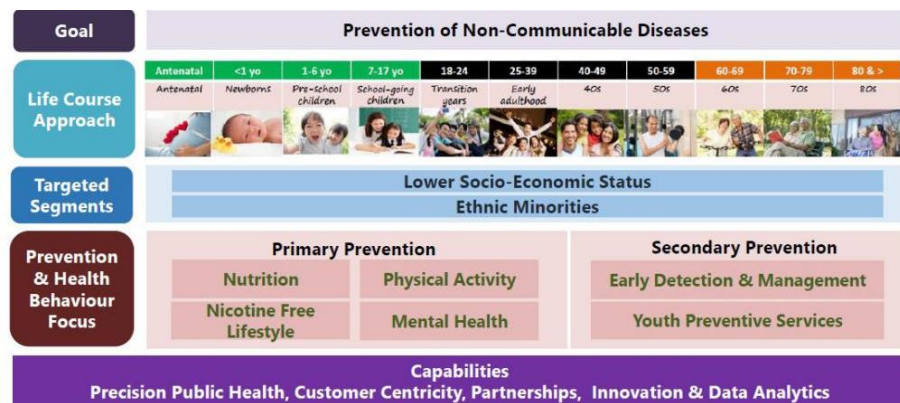 Goal
Prevention of Non-Communicable Diseases
Life Course
Approach
Antenatal
<1 yo
1-6 yo
7-17 yo
18-24
25-39
40-49
50-59
60-69
70-79
80 & >
Antenatal
Newborns
Pre-school
children
School-going
children
Transition
years
Early
adulthood
40s
50s
60s
70s
80s
Targeted
Segments
Lower Socio-Economic Status
Ethnic Minorities
Prevention
& Health
Behaviour
Focus
Primary Prevention
Nutrition
Physical Activity
Nicotine Free
Lifestyle
Mental Health
Secondary Prevention
Early Detection & Management
Youth Preventive Services
Capabilities
Precision Public Health, Customer Centricity, Partnerships, Innovation & Data Analytics